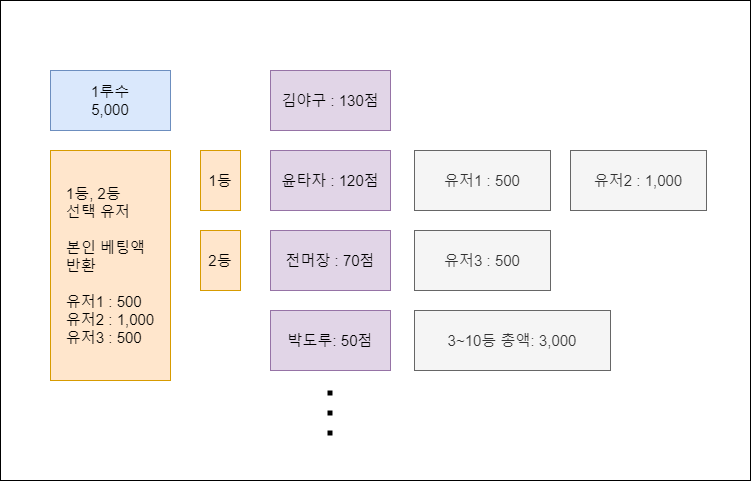 1루수
5,000
김야구 : 130점
1등, 2등
선택 유저
본인 베팅액
반환
유저1 : 500
유저2 : 1,000
유저3 : 500
1등
윤타자 : 120점
유저1 : 500
유저2 : 1,000
2등
전머장 : 70점
유저3 : 500
박도루: 50점
3~10등 총액: 3,000